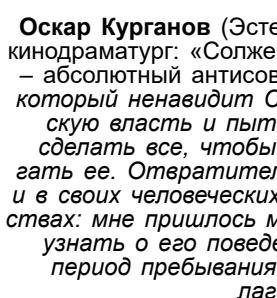 Оскар Курганов (Эсте
кинодраматург: «Солже
– абсолютный антисов
который ненавидит С
скую власть и пыт
сделать все, чтобы
гать ее. Отвратител
и в своих человеческих
ствах: мне пришлось м
узнать о его поведе
период пребывания
лаг